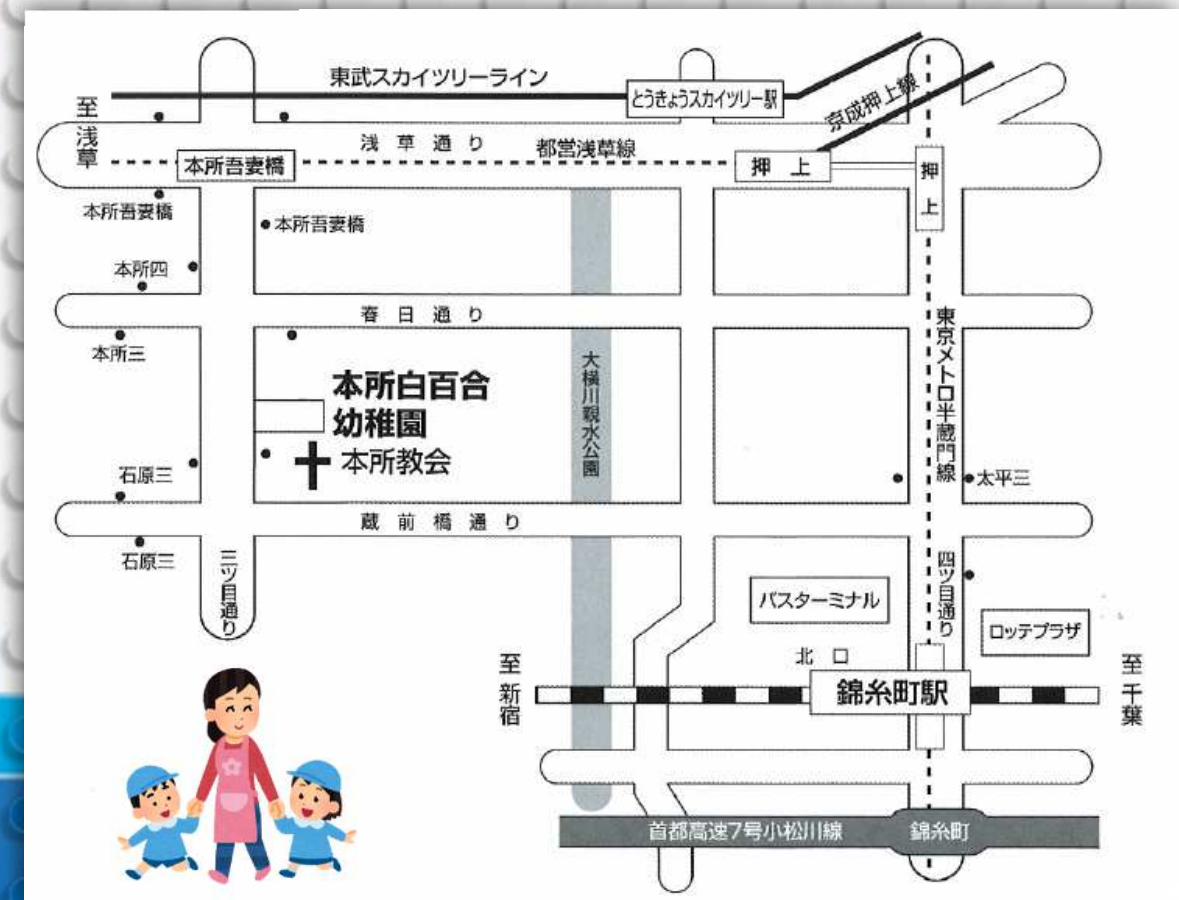 東武スカイツリーライン
とうきょうスカイツリー駅
京成押上線
至浅草
浅草通り
都営浅草線
本所吾妻橋
押上
押上
本所吾妻橋
本所吾妻橋
本所四
春日通り
本所三
東京メトロ半蔵門線
大横川親水公園
本所白百合
幼稚園
本所教会
石原三
太平三
蔵前橋通り
石原三
三ツ目通り
四ツ目通り
バスターミナル
ロッテプラザ
北口
至新宿
錦糸町駅
至千葉
首都高速7号小松川線
錦糸町